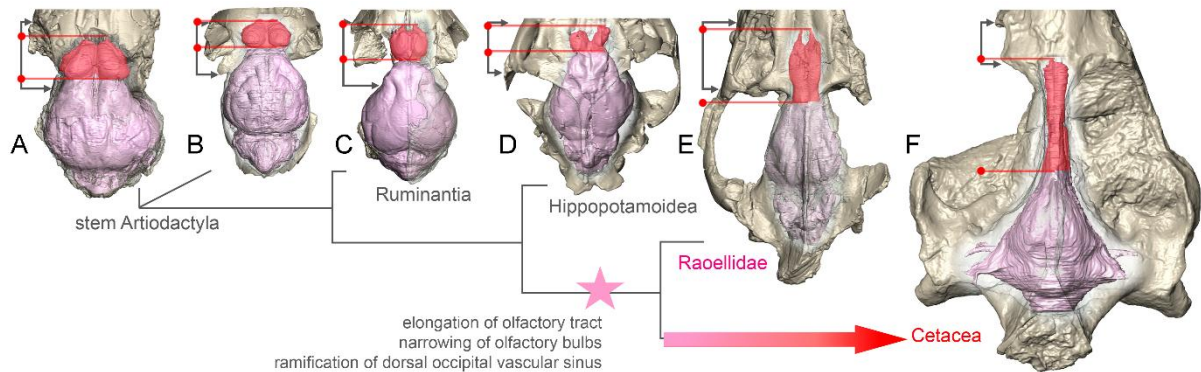 A
B
C
D
E
F
stem Artiodactyla
Ruminantia
Hippopotamoidea
Raoellidae
elongation of olfactory tract
narrowing of olfactory bulbs
ramification of dorsal occipital vascular sinus
Cetacea